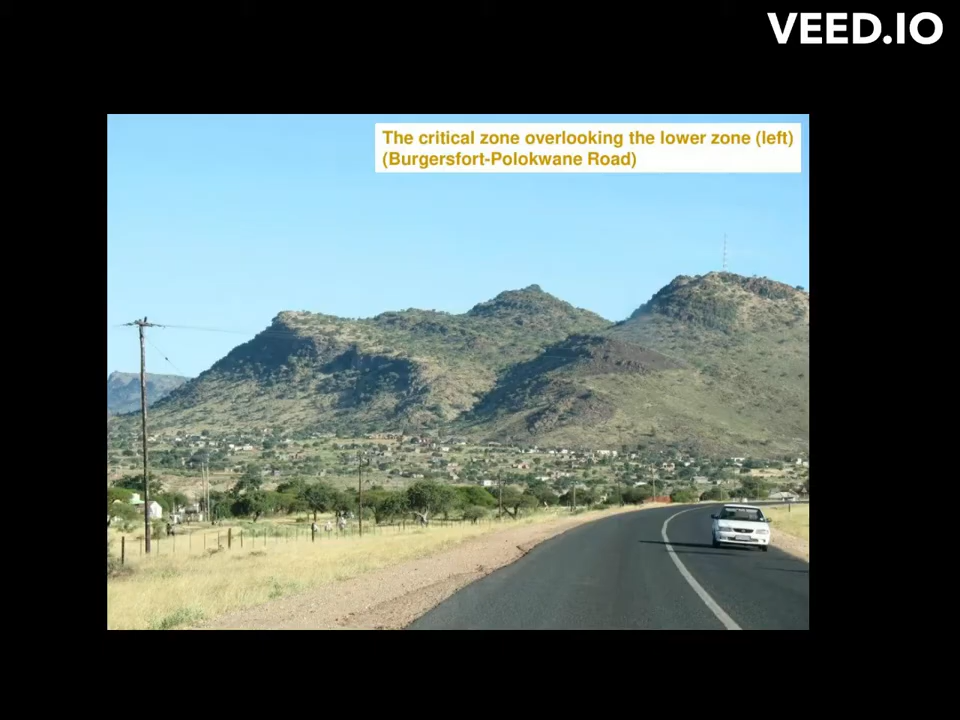 VEED.IO
The critical zone overlooking the lower zone (left)
(Burgersfort-Polokwane Road)